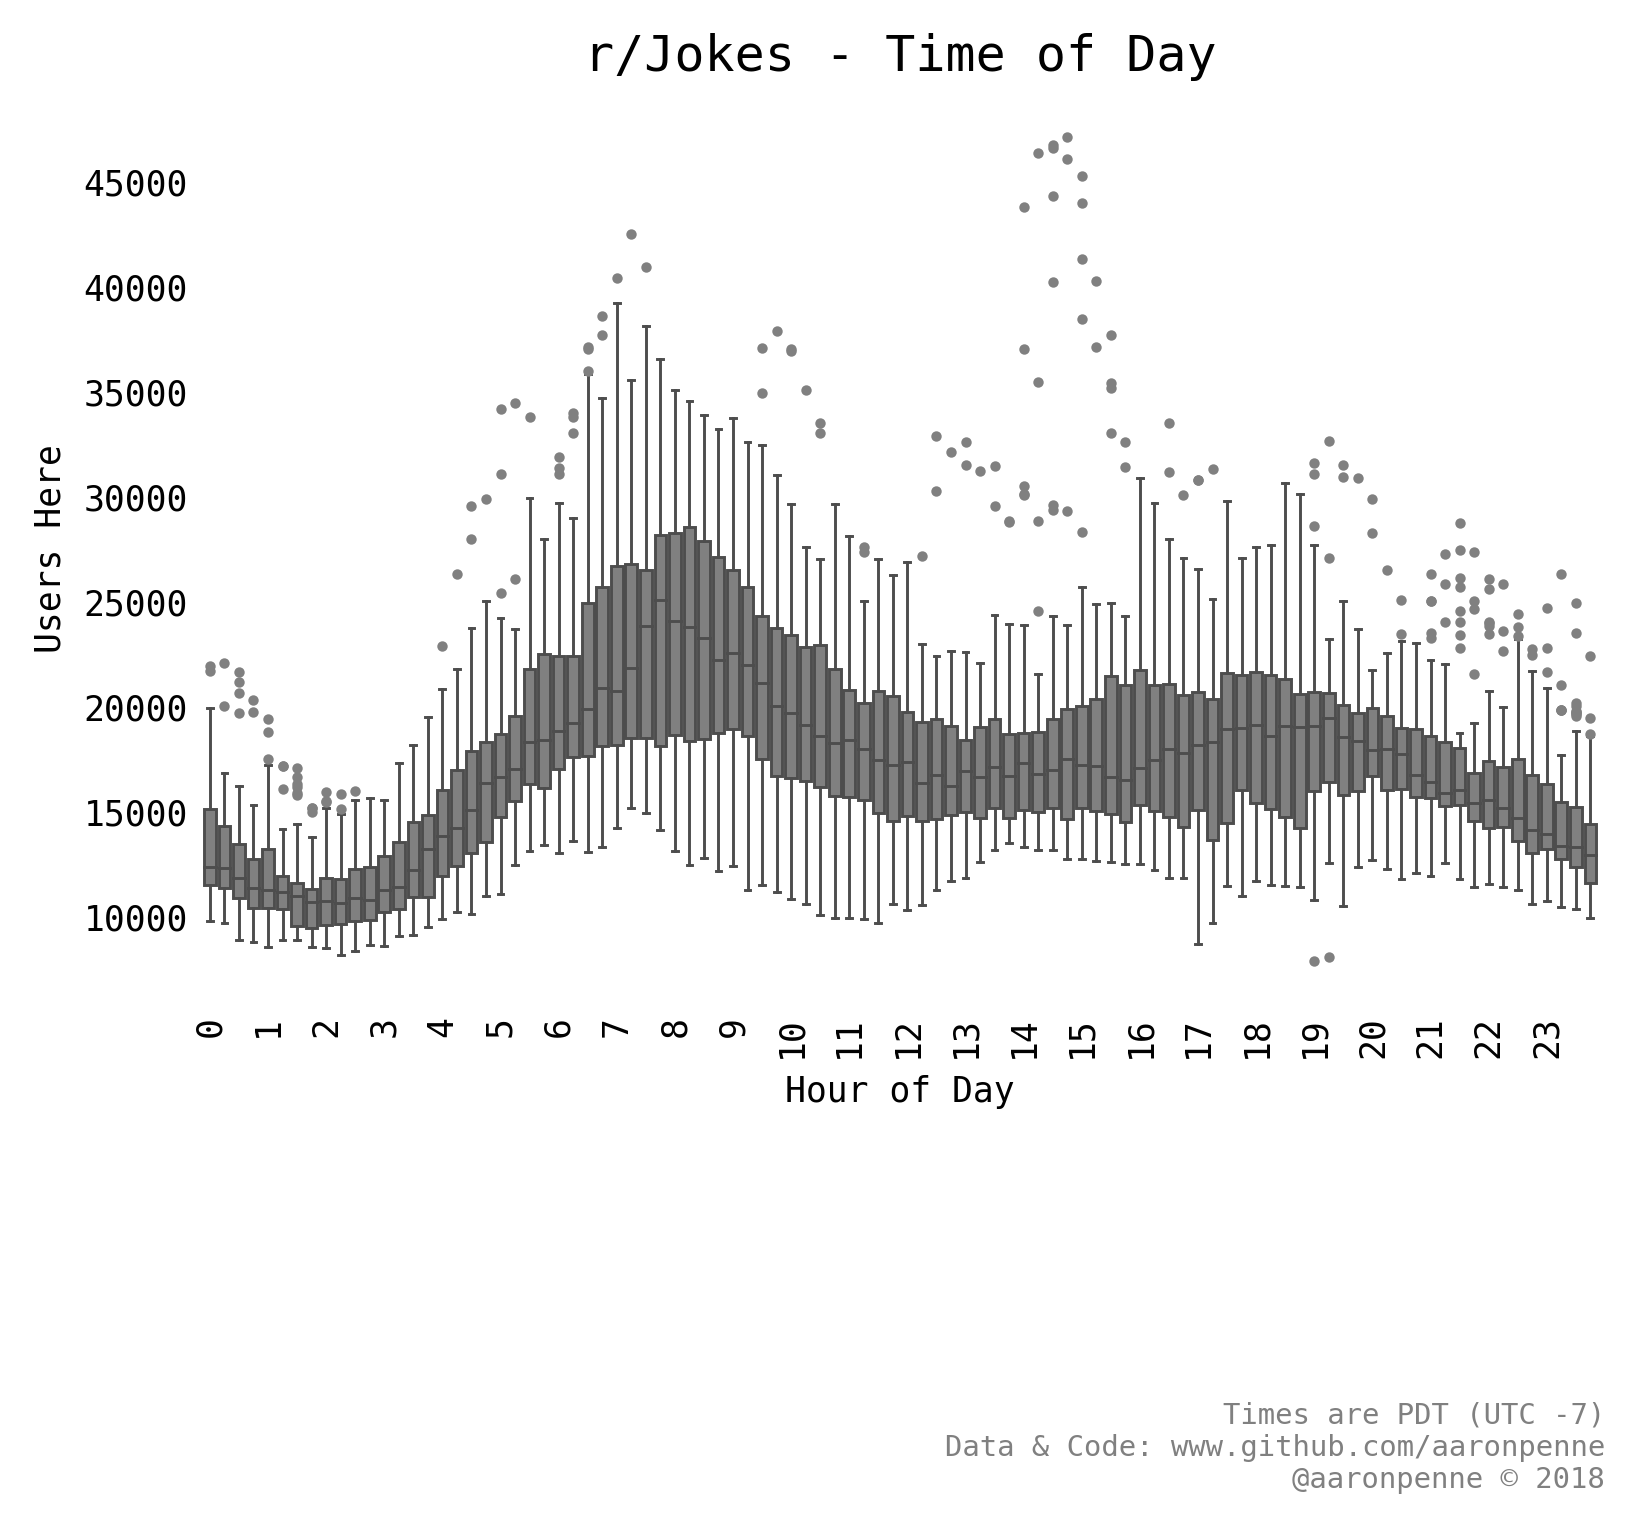 r/Jokes - Time of Day
45000
40000
35000
30000
25000
20000
15000
10000
Users Here
0 1 2 3 4 5 6 7 8 9 10 11 12 13 14 15 16 17 18 19 20 21 22 23
Hour of Day
Times are PDT (UTC -7)
Data & Code: www.github.com/aaronpenne
@aaronpenne © 2018